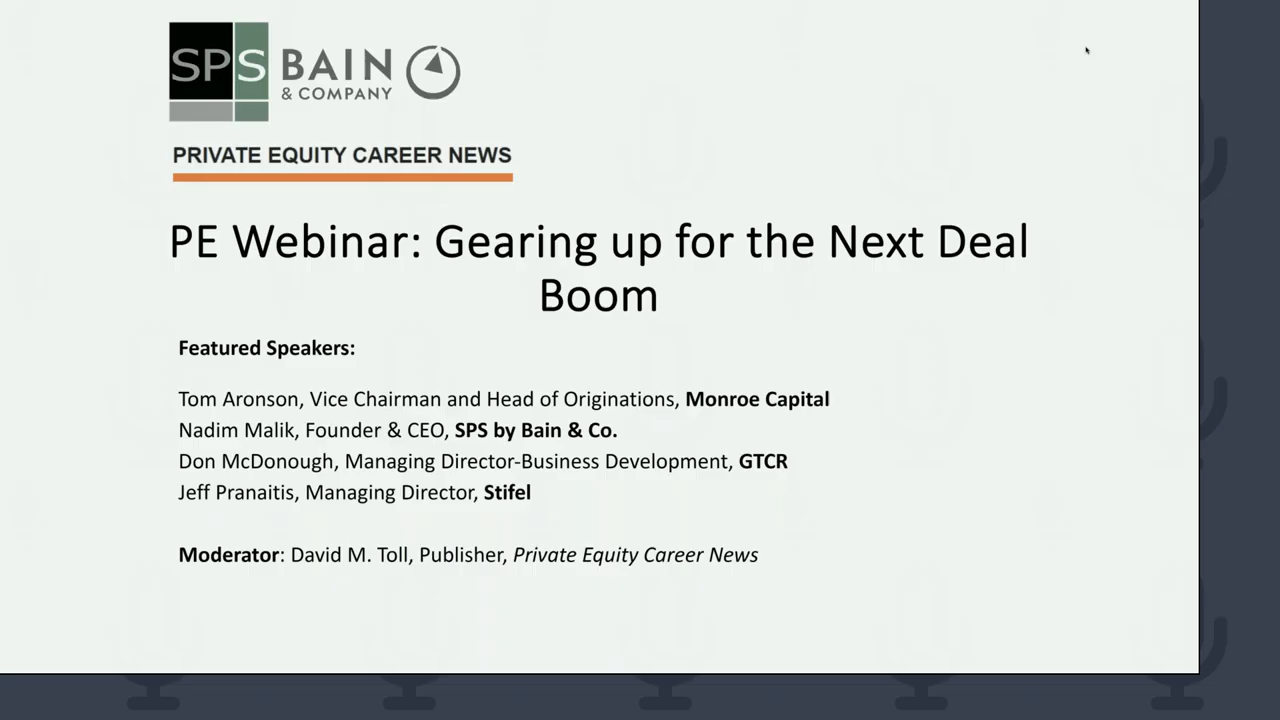 SPS BAIN
& COMPANY
PRIVATE EQUITY CAREER NEWS
PE Webinar: Gearing up for the Next Deal
Boom
Featured Speakers:
Tom Aronson, Vice Chairman and Head of Originations, Monroe Capital
Nadim Malik, Founder & CEO, SPS by Bain & Co.
Don McDonough, Managing Director-Business Development, GTCR
Jeff Pranaitis, Managing Director, Stifel
Moderator: David M. Toll, Publisher, Private Equity Career News